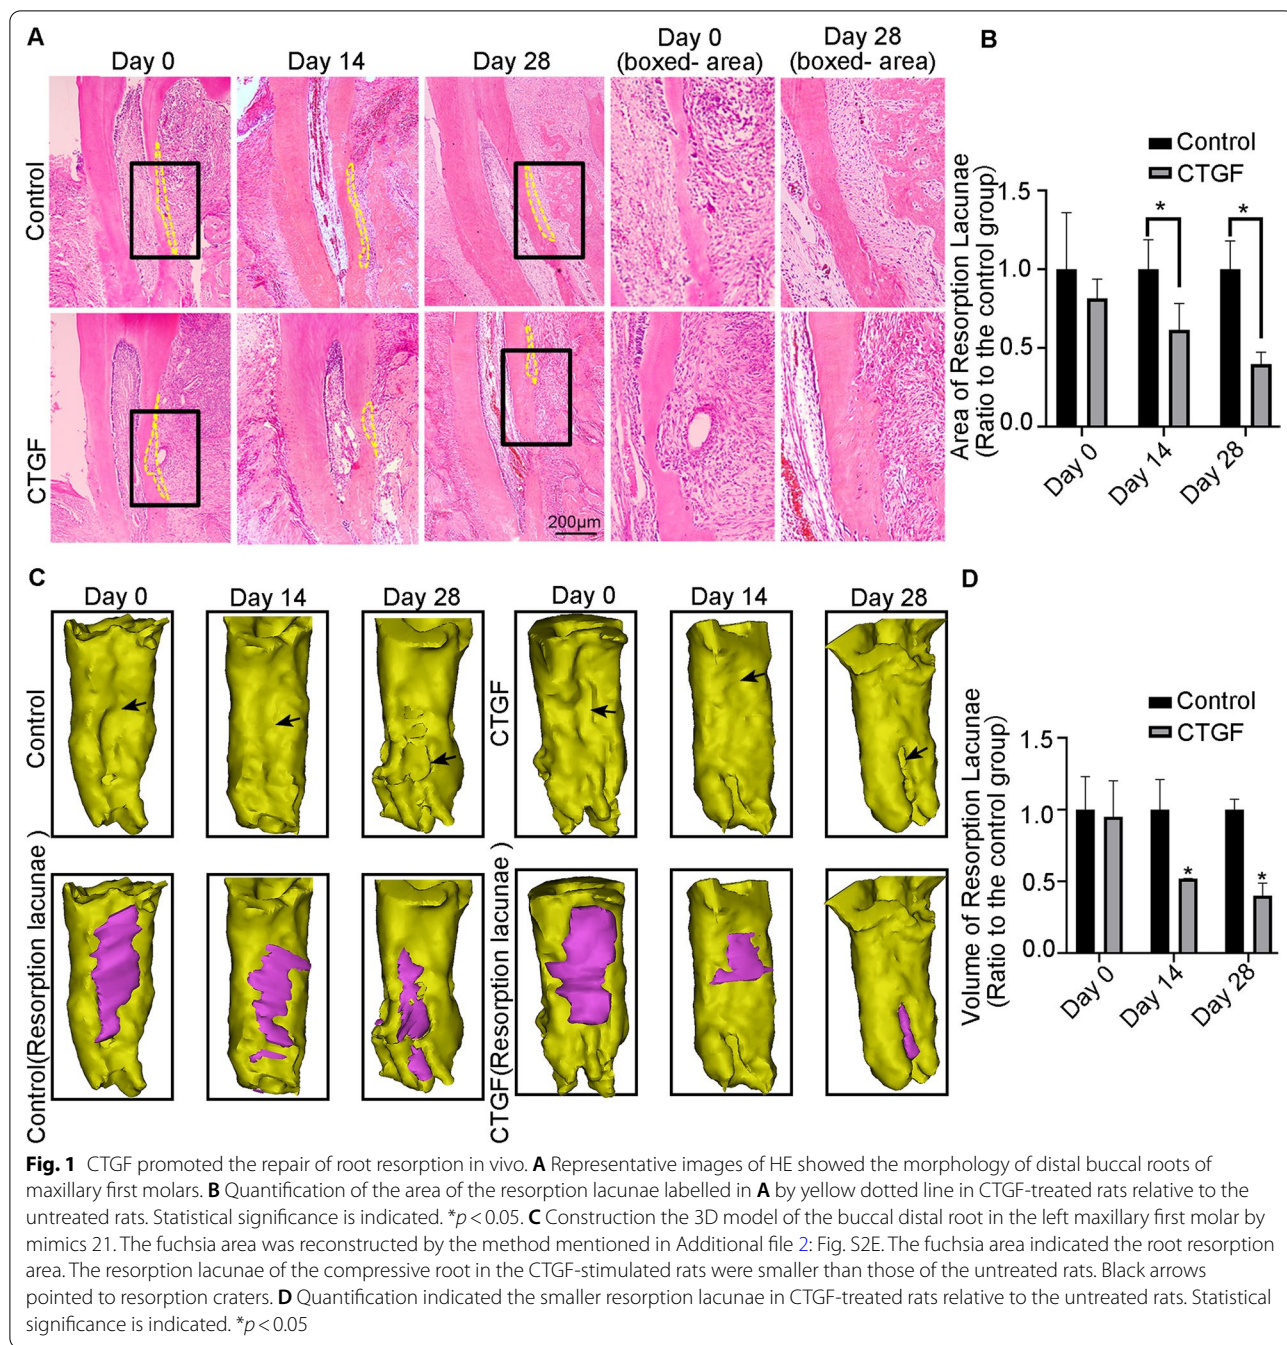 A
Day 0
Day 14
Day 28
Day 0
(boxed- area)
Day 28
(boxed- area)
Control
CTGF
200µm
B
Control
CTGF
Area of Resorption Lacunae
(Ratio to the control group)
1.5
1.0
0.5
0.0
*
*
Day 0
Day 14
Day 28
C
Day 0
Day 14
Day 28
Day 0
Day 14
Day 28
Control
CTGF
Control(Resorption lacunae )
CTGF(Resorption lacunae )
D
Control
CTGF
Volume of Resorption Lacunae
(Ratio to the control group)
1.5
1.0
0.5
0.0
*
*
Day 0
Day 14
Day 28
Fig. 1 CTGF promoted the repair of root resorption in vivo. A Representative images of HE showed the morphology of distal buccal roots of
maxillary first molars. B Quantification of the area of the resorption lacunae labelled in A by yellow dotted line in CTGF-treated rats relative to the
untreated rats. Statistical significance is indicated. *p < 0.05. C Construction the 3D model of the buccal distal root in the left maxillary first molar by
mimics 21. The fuchsia area was reconstructed by the method mentioned in Additional file 2: Fig. S2E. The fuchsia area indicated the root resorption
area. The resorption lacunae of the compressive root in the CTGF-stimulated rats were smaller than those of the untreated rats. Black arrows
pointed to resorption craters. D Quantification indicated the smaller resorption lacunae in CTGF-treated rats relative to the untreated rats. Statistical
significance is indicated. *p < 0.05